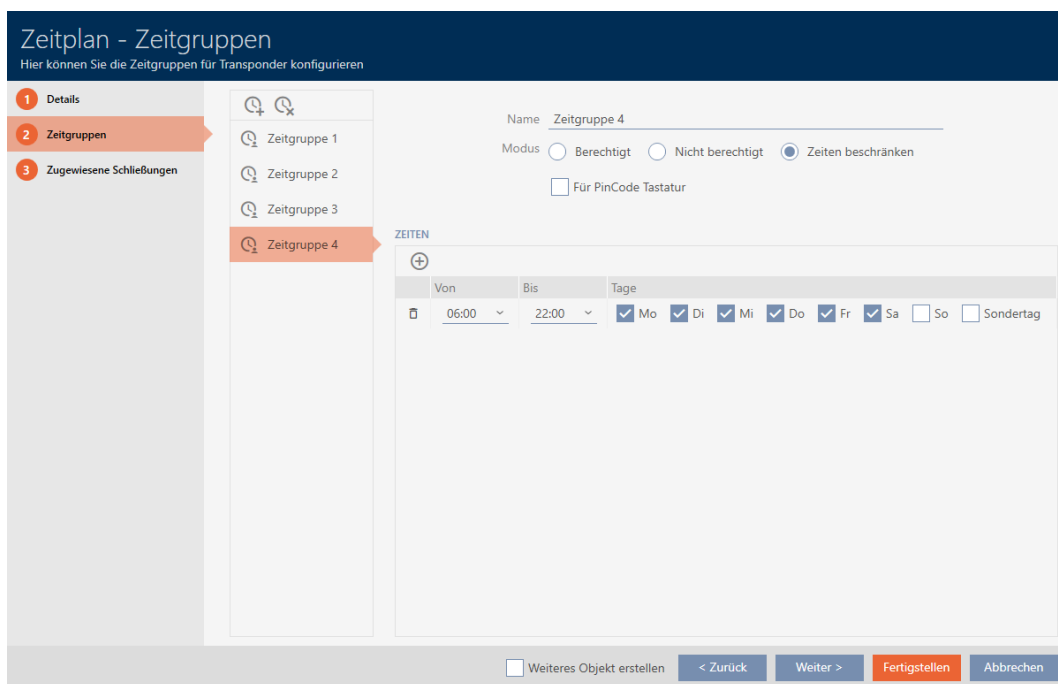 Zeitplan - Zeitgruppen
Hier können Sie die Zeitgruppen für Transponder konfigurieren
1 Details
2 Zeitgruppen
3 Zugewiesene Schließungen
Zeitgruppe 1
Zeitgruppe 2
Zeitgruppe 3
Zeitgruppe 4
Name Zeitgruppe 4
Modus Berechtigt Nicht berechtigt Zeiten beschränken
Für PinCode Tastatur
ZEITEN
Von Bis Tage
06:00 22:00 Mo Di Mi Do Fr Sa So Sondertag
Weiteres Objekt erstellen < Zurück Weiter > Fertigstellen Abbrechen